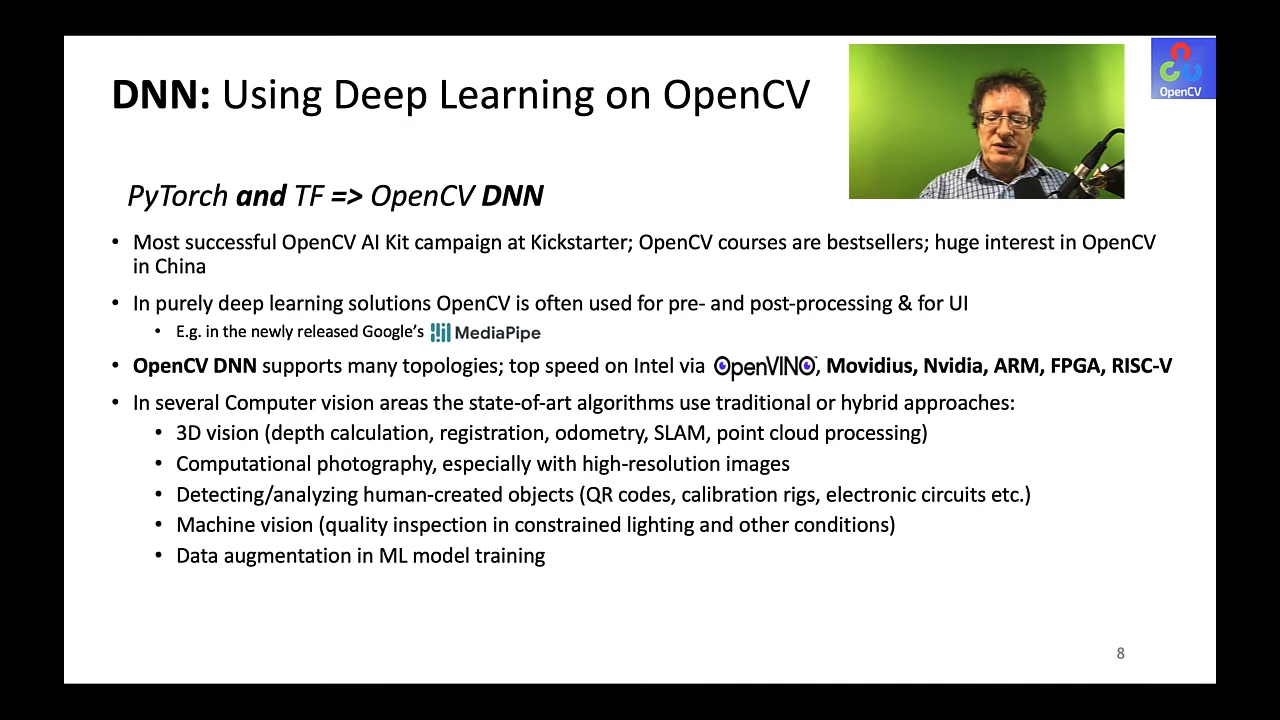 DNN: Using Deep Learning on OpenCV
OpenCV
PyTorch and TF => OpenCV DNN
• Most successful OpenCV AI Kit campaign at Kickstarter; OpenCV courses are bestsellers; huge interest in OpenCV
in China
• In purely deep learning solutions OpenCV is often used for pre- and post-processing & for UI
• E.g. in the newly released Google's MediaPipe
• OpenCV DNN supports many topologies; top speed on Intel via OpenVINO™, Movidius, Nvidia, ARM, FPGA, RISC-V
• In several Computer vision areas the state-of-art algorithms use traditional or hybrid approaches:
• 3D vision (depth calculation, registration, odometry, SLAM, point cloud processing)
• Computational photography, especially with high-resolution images
• Detecting/analyzing human-created objects (QR codes, calibration rigs, electronic circuits etc.)
• Machine vision (quality inspection in constrained lighting and other conditions)
• Data augmentation in ML model training
8